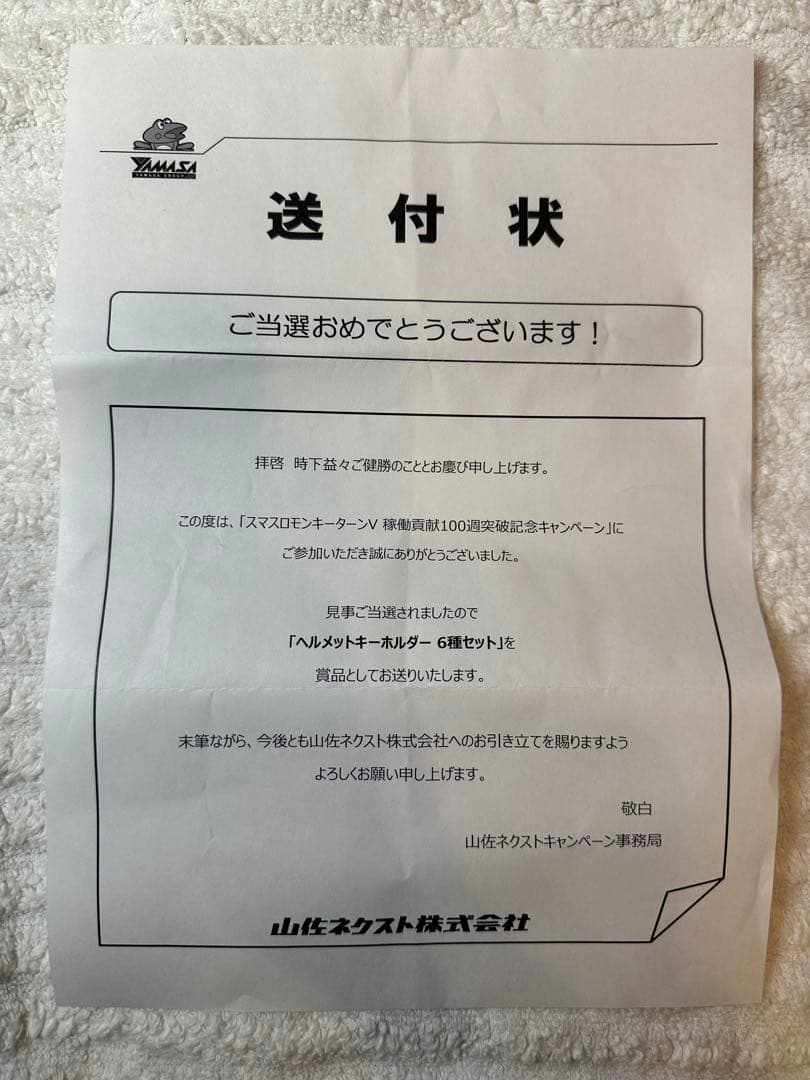 YAMASA
YAMASA GROUP
送付状
ご当選おめでとうございます！
拝啓 時下益々ご健勝のこととお慶び申し上げます。
この度は、「スマスロモンキーターンV 稼働貢献100週突破記念キャンペーン」に
ご参加いただき誠にありがとうございました。
見事ご当選されましたので
「ヘルメットキーホルダー 6種セット」を
賞品としてお送りいたします。
末筆ながら、今後とも山佐ネクスト株式会社へのお引き立てを賜りますよう
よろしくお願い申し上げます。
敬白
山佐ネクストキャンペーン事務局
山佐ネクスト株式会社